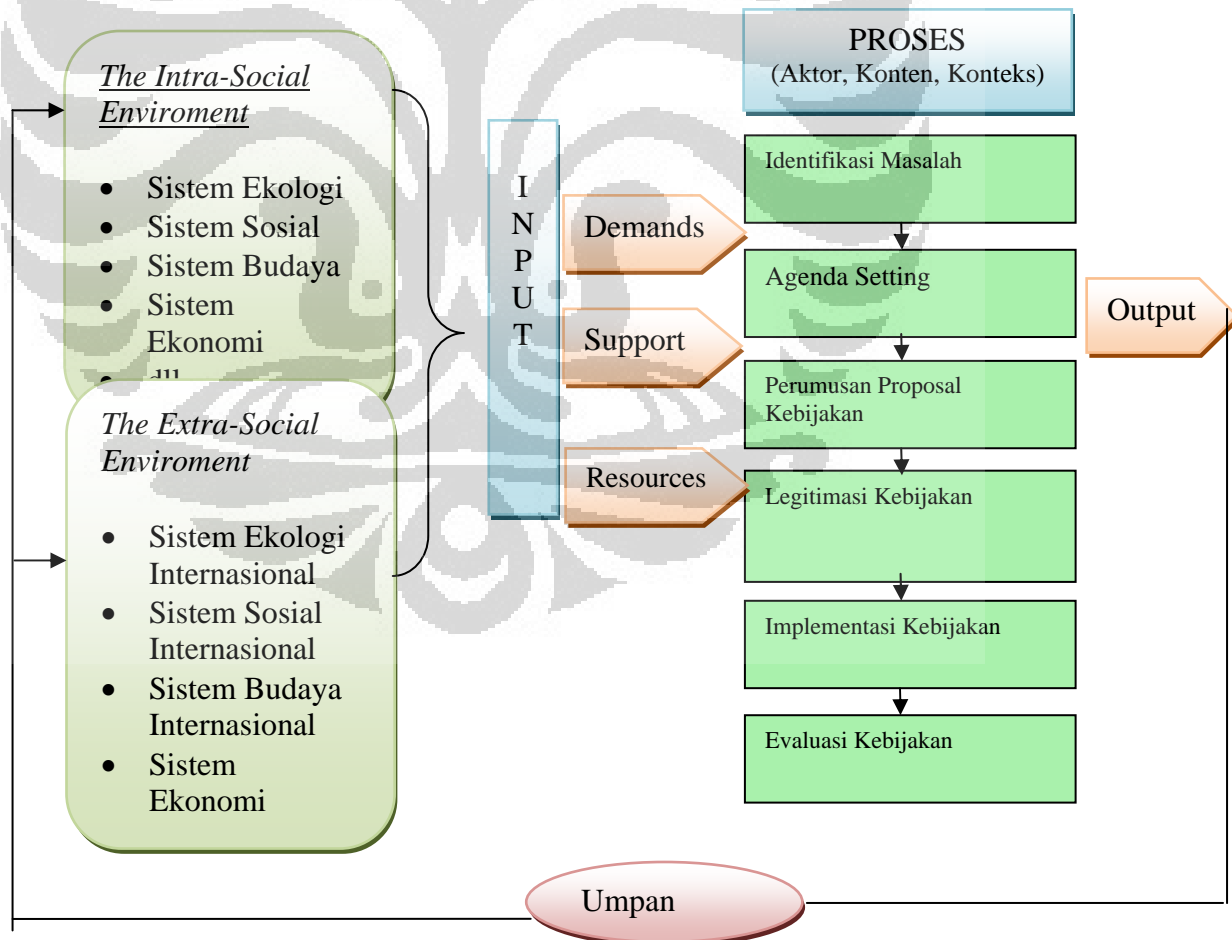 The Intra-Social
Enviroment
• Sistem Ekologi
• Sistem Sosial
• Sistem Budaya
• Sistem
Ekonomi
• dll
The Extra-Social
Enviroment
• Sistem Ekologi
Internasional
• Sistem Sosial
Internasional
• Sistem Budaya
Internasional
• Sistem
Ekonomi
I
N
P
U
T
Demands
Support
Resources
PROSES
(Aktor, Konten, Konteks)
Identifikasi Masalah
Agenda Setting
Perumusan Proposal
Kebijakan
Legitimasi Kebijakan
Implementasi Kebijakan
Evaluasi Kebijakan
Output
Umpan